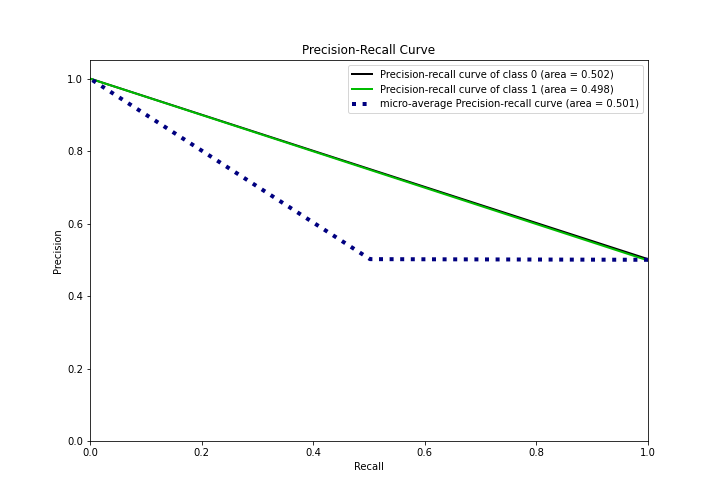 Precision-Recall Curve
Precision-recall curve of class 0 (area = 0.502)
Precision-recall curve of class 1 (area = 0.498)
micro-average Precision-recall curve (area = 0.501)
1.0
0.8
0.6
0.4
0.2
0.0
Precision
0.0 0.2 0.4 0.6 0.8 1.0
Recall